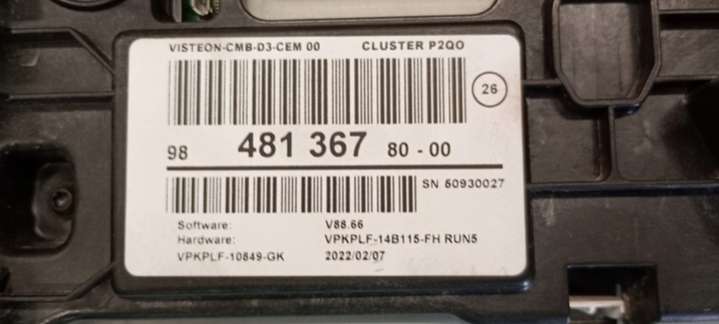 VISTEON-CMB-D3-CEM 00 CLUSTER P2QO
26
98 481 367 80 - 00
SN 50930027
Software: V88.66
Hardware: VPKPLF-14B115-FH RUN5
VPKPLF-10849-GK 2022/02/07